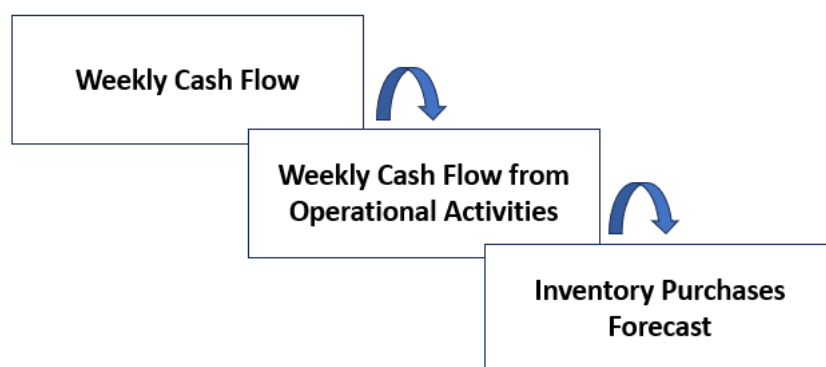 Weekly Cash Flow
Weekly Cash Flow from
Operational Activities
Inventory Purchases
Forecast